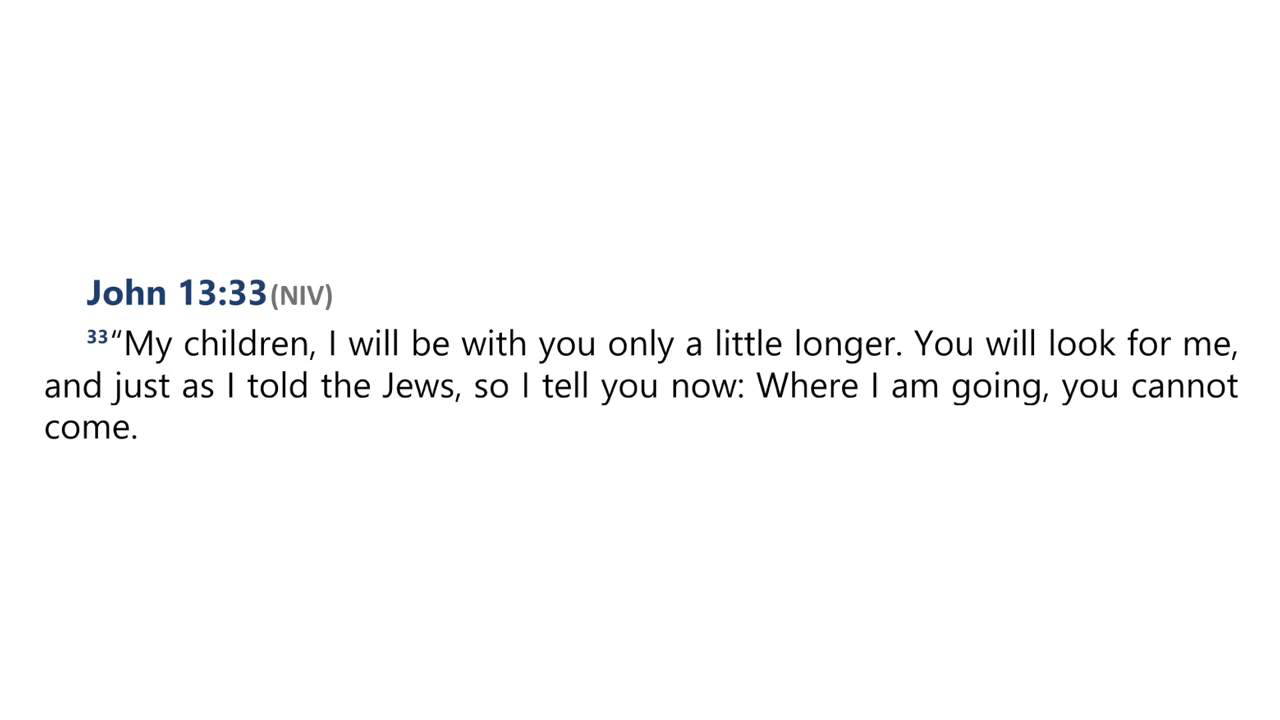 John 13:33 (NIV)
33“My children, I will be with you only a little longer. You will look for me,
and just as I told the Jews, so I tell you now: Where I am going, you cannot
come.